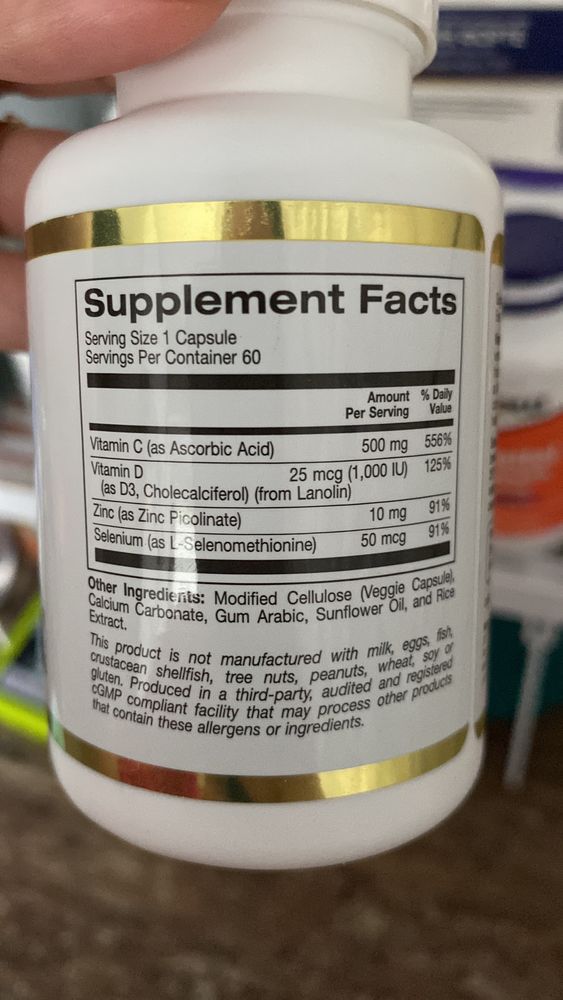 Supplement Facts
Serving Size 1 Capsule
Servings Per Container 60
Amount Per Serving % Daily Value
Vitamin C (as Ascorbic Acid) 500 mg 556%
Vitamin D 25 mcg (1,000 IU) 125%
(as D3, Cholecalciferol) (from Lanolin)
Zinc (as Zinc Picolinate) 10 mg 91%
Selenium (as L-Selenomethionine) 50 mcg 91%
Other Ingredients: Modified Cellulose (Veggie Capsule),
Calcium Carbonate, Gum Arabic, Sunflower Oil, and Rice
Extract.
This product is not manufactured with milk, eggs, fish,
crustacean shellfish, tree nuts, peanuts, wheat, soy or
gluten. Produced in a third-party, audited and registered
cGMP compliant facility that may process other products
that contain these allergens or ingredients.